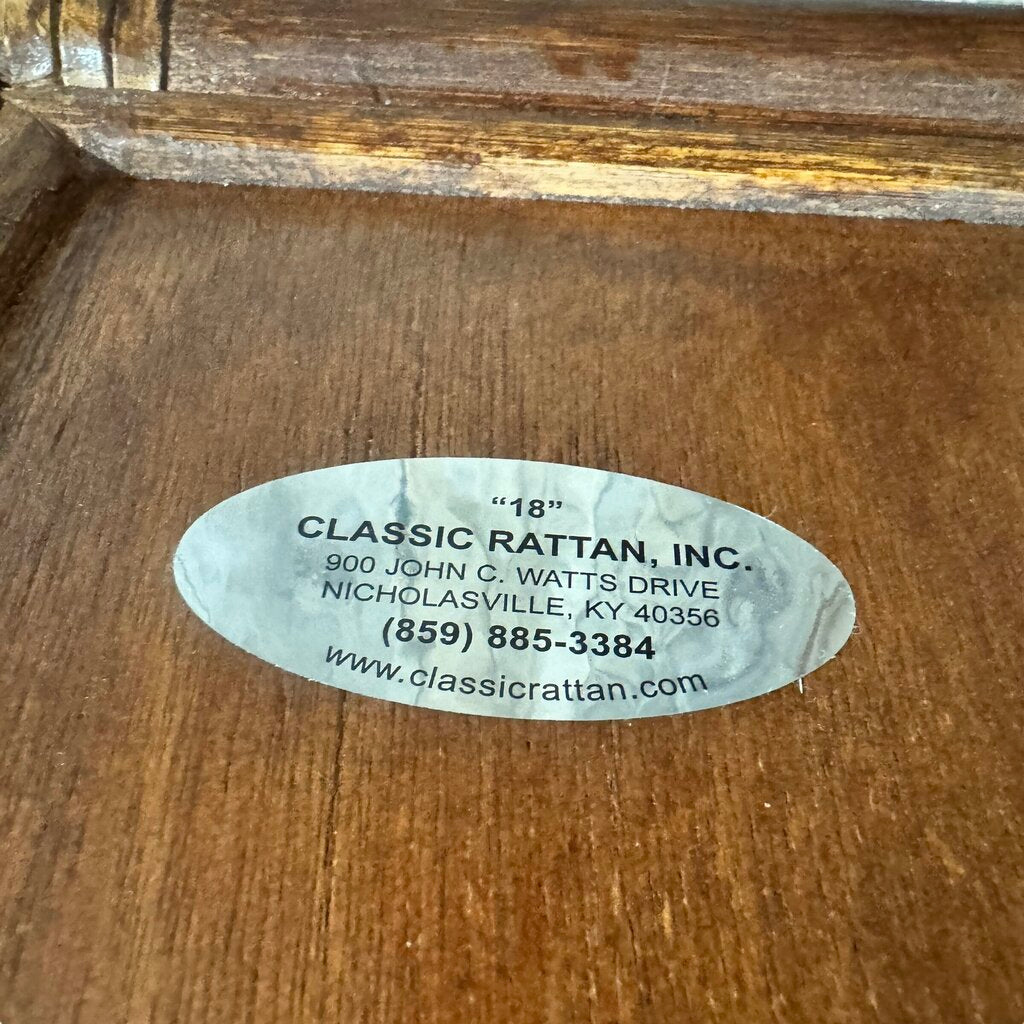 “18”
CLASSIC RATTAN, INC.
900 JOHN C. WATTS DRIVE
NICHOLASVILLE, KY 40356
(859) 885-3384
www.classicrattan.com